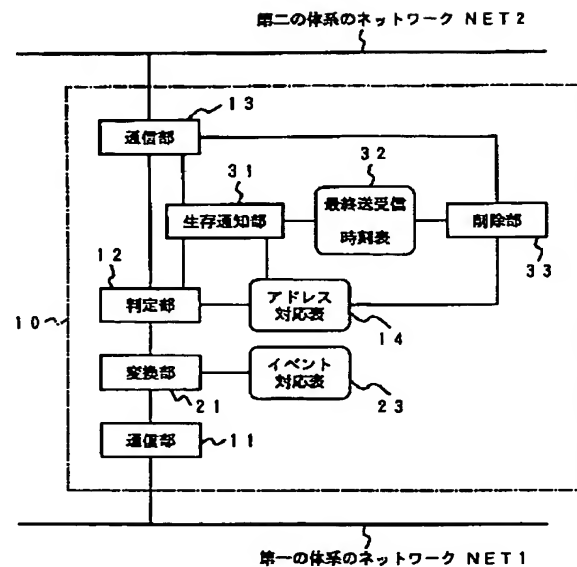 第二の体系のネットワーク NET2
13
通信部
32
31
最終送受信
時刻表
生存通知部
削除部
33
12
判定部
アドレス
対応表
14
10
変換部
イベント
対応表
21
23
通信部
11
第一の体系のネットワーク NET1